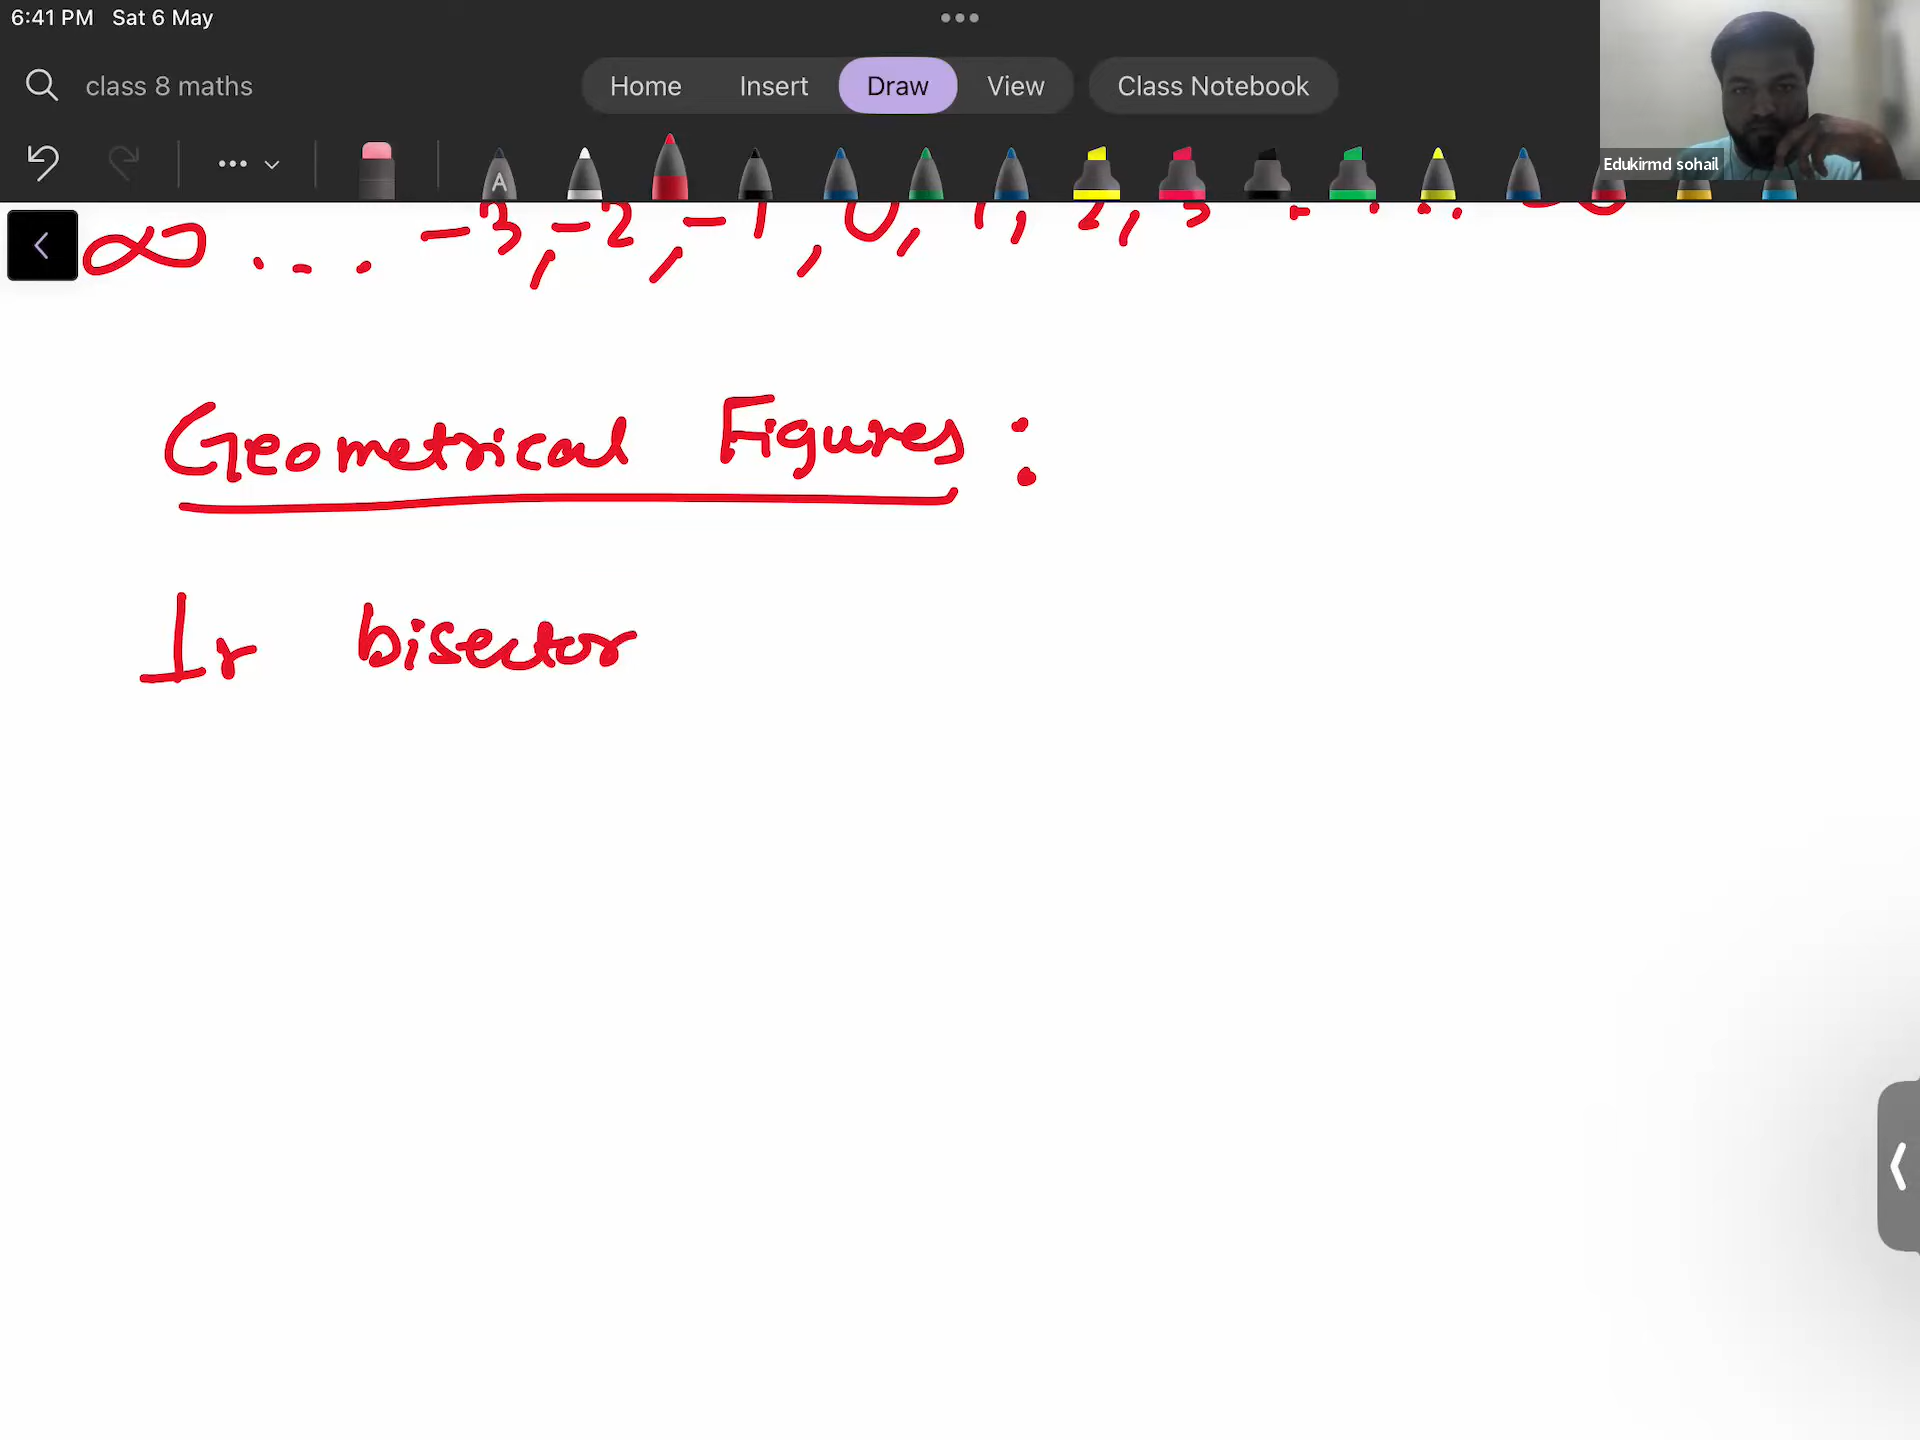 6:41 PM Sat 6 May
class 8 maths
Home Insert Draw View Class Notebook
A
Edukirmd sohail
∞ ... -3, -2, -1, 0, 1, 2, 3
Geometrical Figures :
⊥r bisector